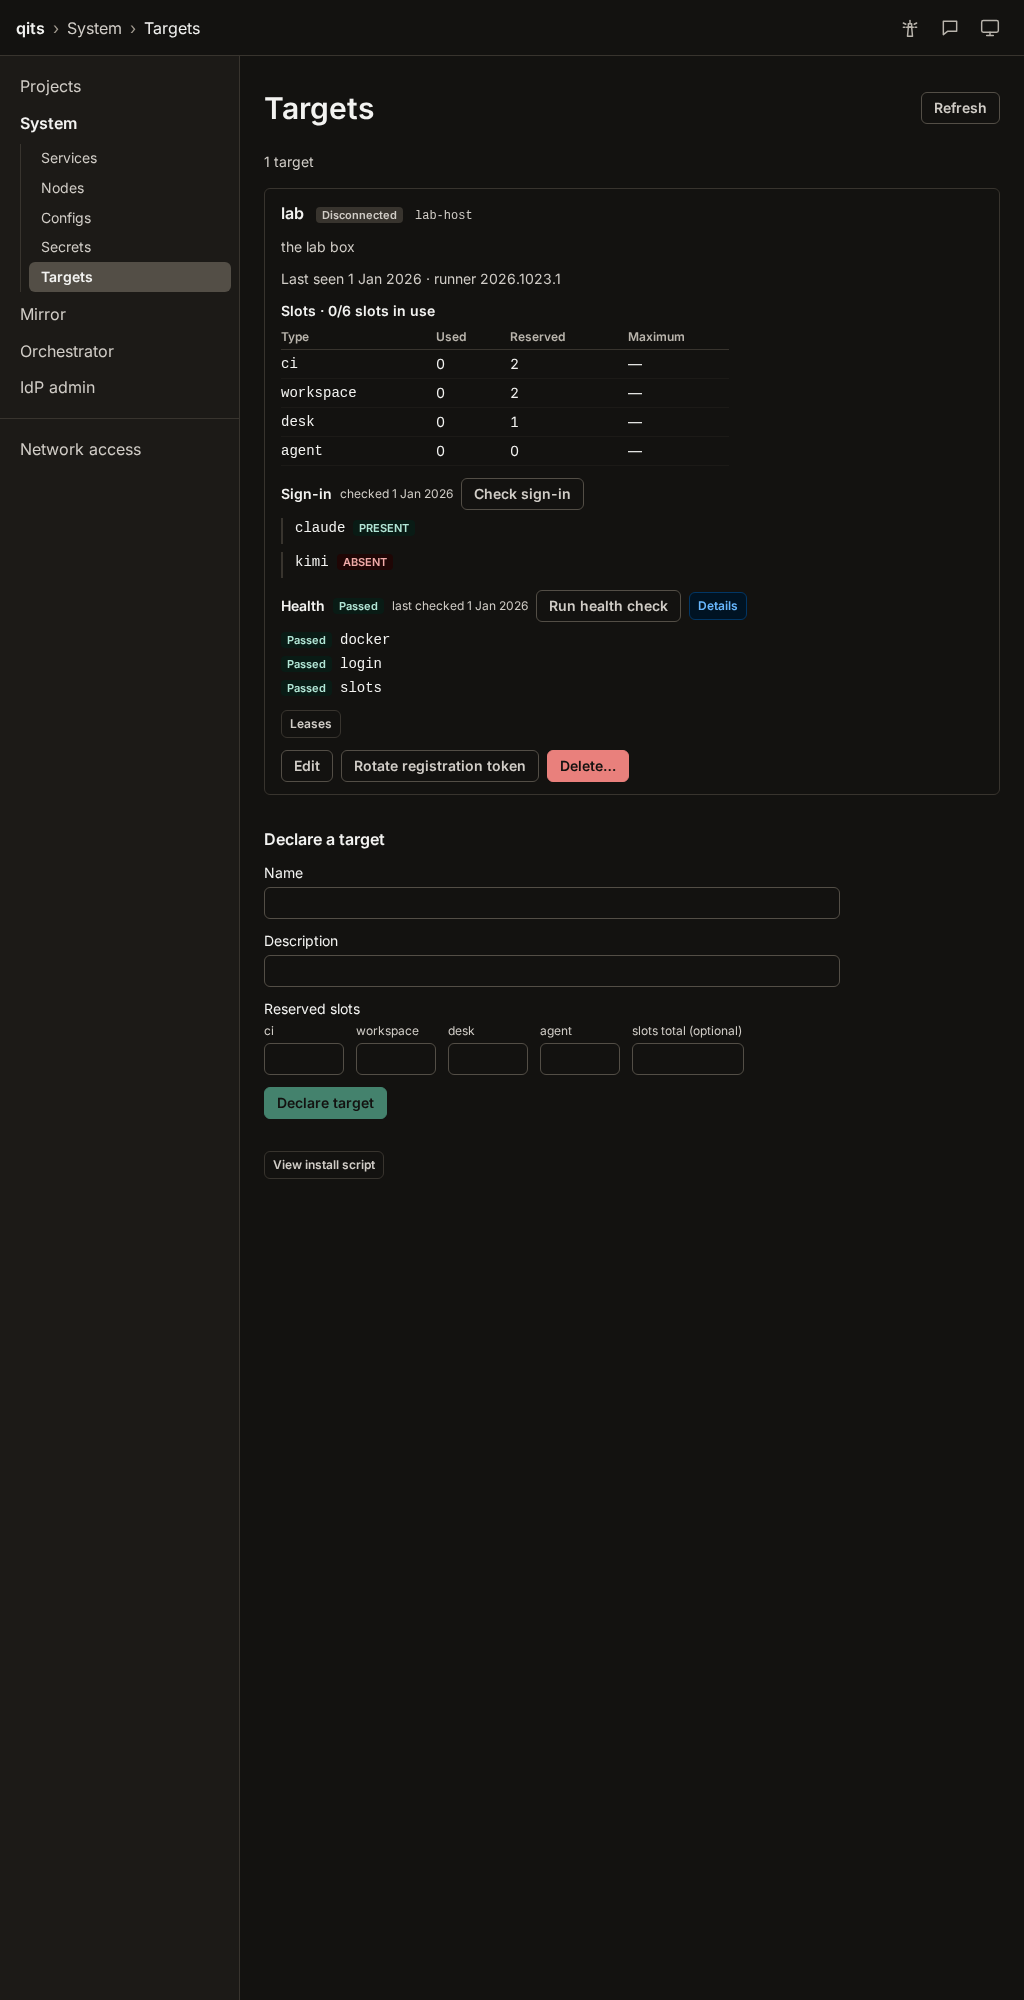 qits › System › Targets
Projects
System
Services
Nodes
Configs
Secrets
Targets
Mirror
Orchestrator
IdP admin
Network access
Targets
Refresh
1 target
lab Disconnected lab-host
the lab box
Last seen 1 Jan 2026 · runner 2026.1023.1
Slots · 0/6 slots in use
Type Used Reserved Maximum
ci 0 2 —
workspace 0 2 —
desk 0 1 —
agent 0 0 —
Sign-in checked 1 Jan 2026 Check sign-in
claude PRESENT
kimi ABSENT
Health Passed last checked 1 Jan 2026 Run health check Details
Passed docker
Passed login
Passed slots
Leases
Edit Rotate registration token Delete...
Declare a target
Name
Description
Reserved slots
ci workspace desk agent slots total (optional)
Declare target
View install script